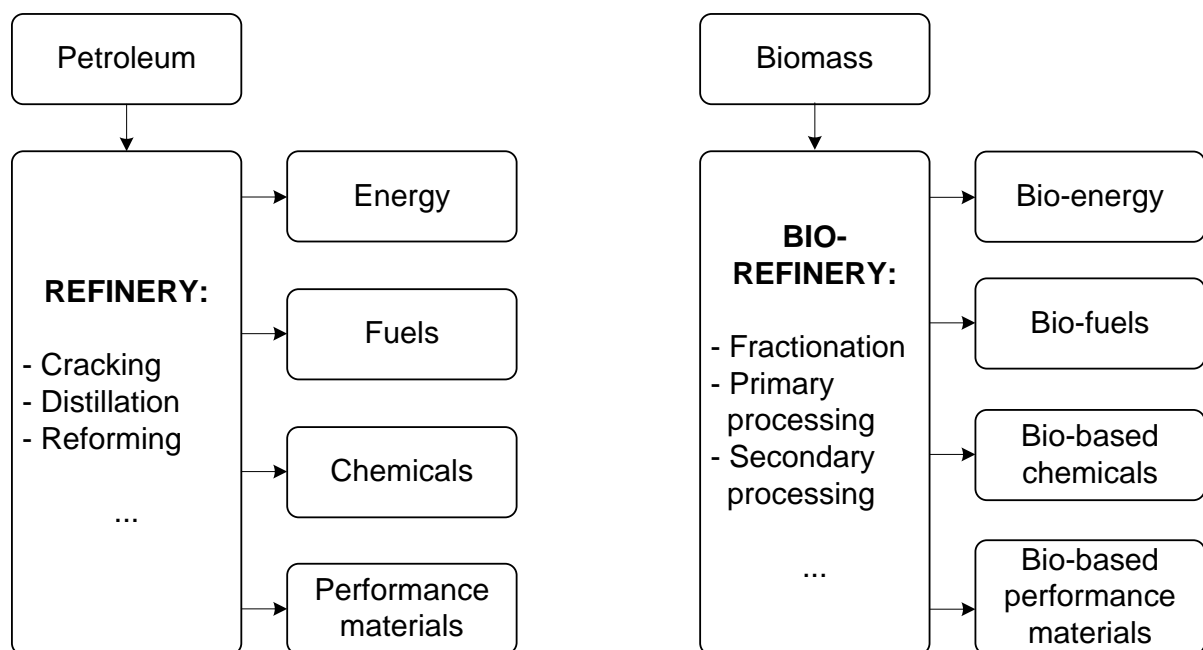 Petroleum
REFINERY:
- Cracking
- Distillation
- Reforming
...
Energy
Fuels
Chemicals
Performance
materials
Biomass
BIO-
REFINERY:
- Fractionation
- Primary
processing
- Secondary
processing
...
Bio-energy
Bio-fuels
Bio-based
chemicals
Bio-based
performance
materials